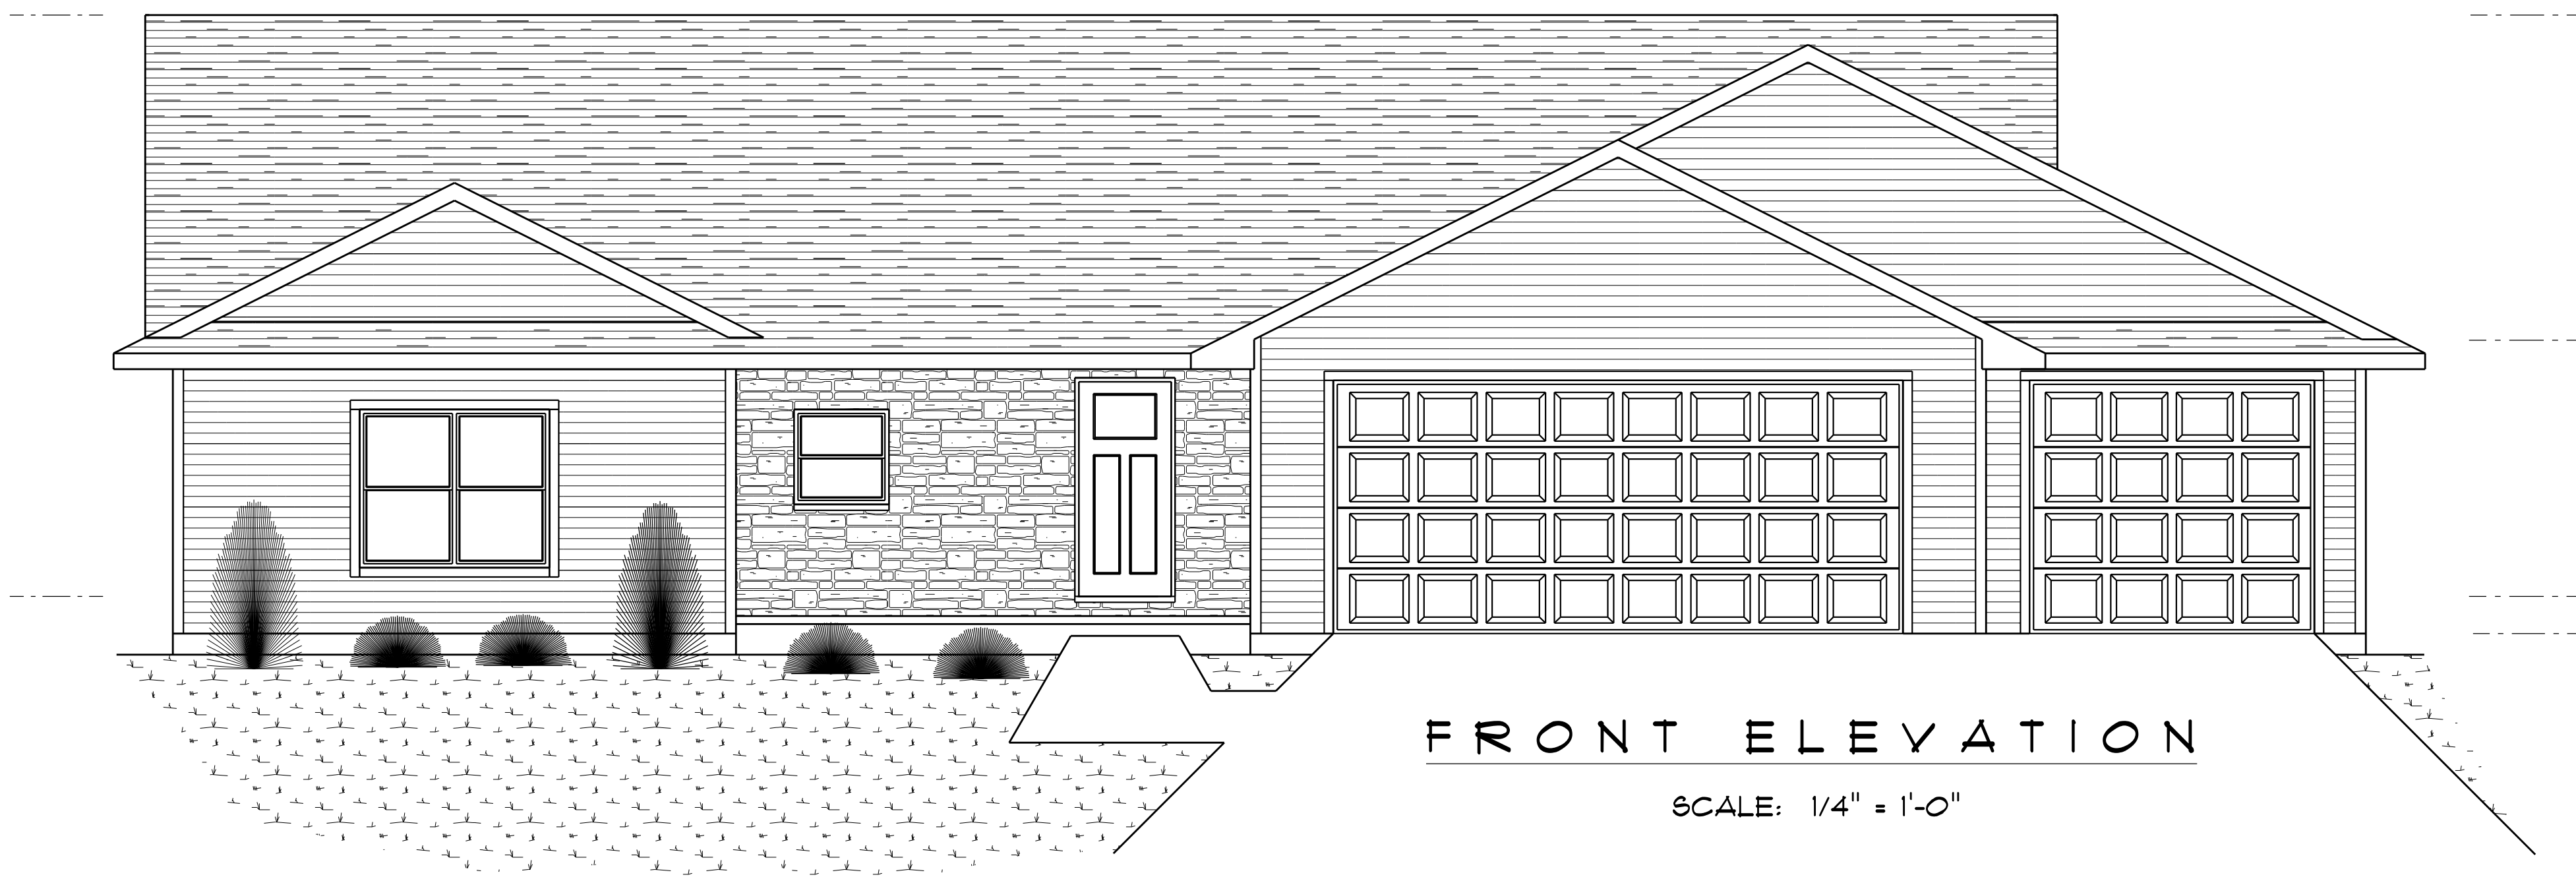 FRONT ELEVATION
SCALE: 1/4" = 1'-0"